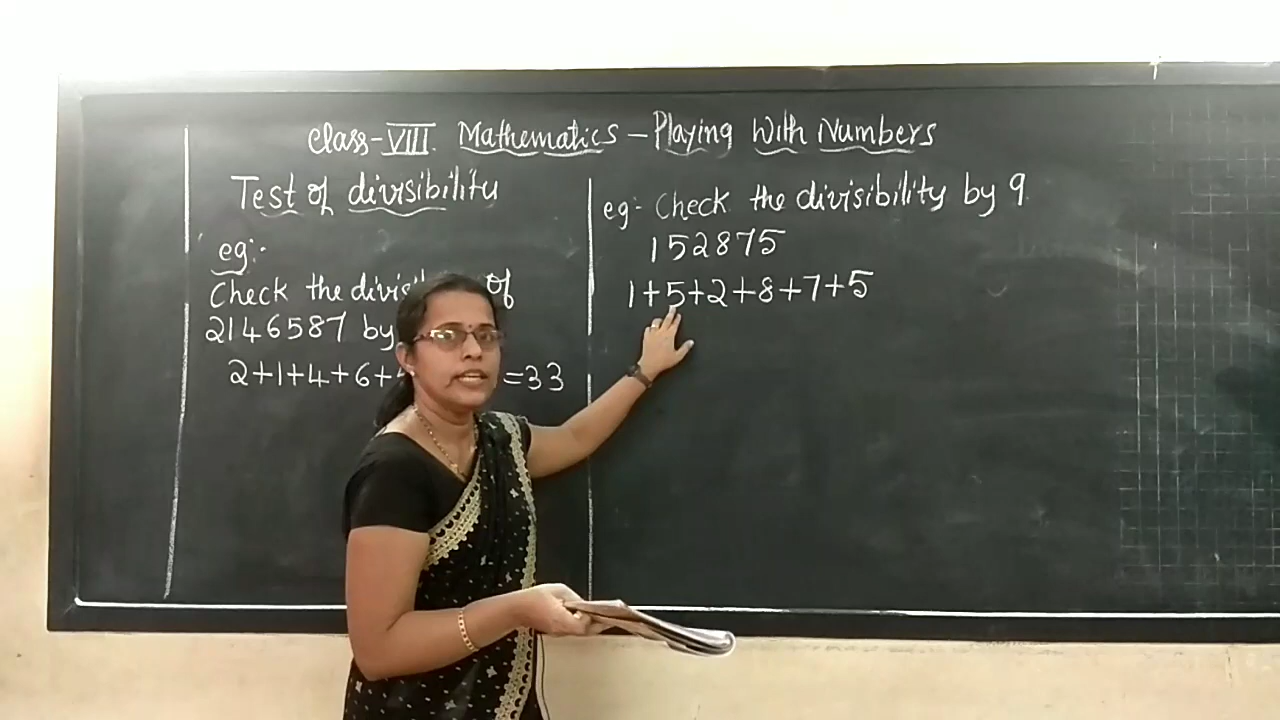 Class-VIII. Mathematics - Playing With Numbers
Test of divisibility
eg:-
Check the of
2146587 by
2+1+4+6+ =33
eg:- Check the divisibility by 9
152875
1+5+2+8+7+5